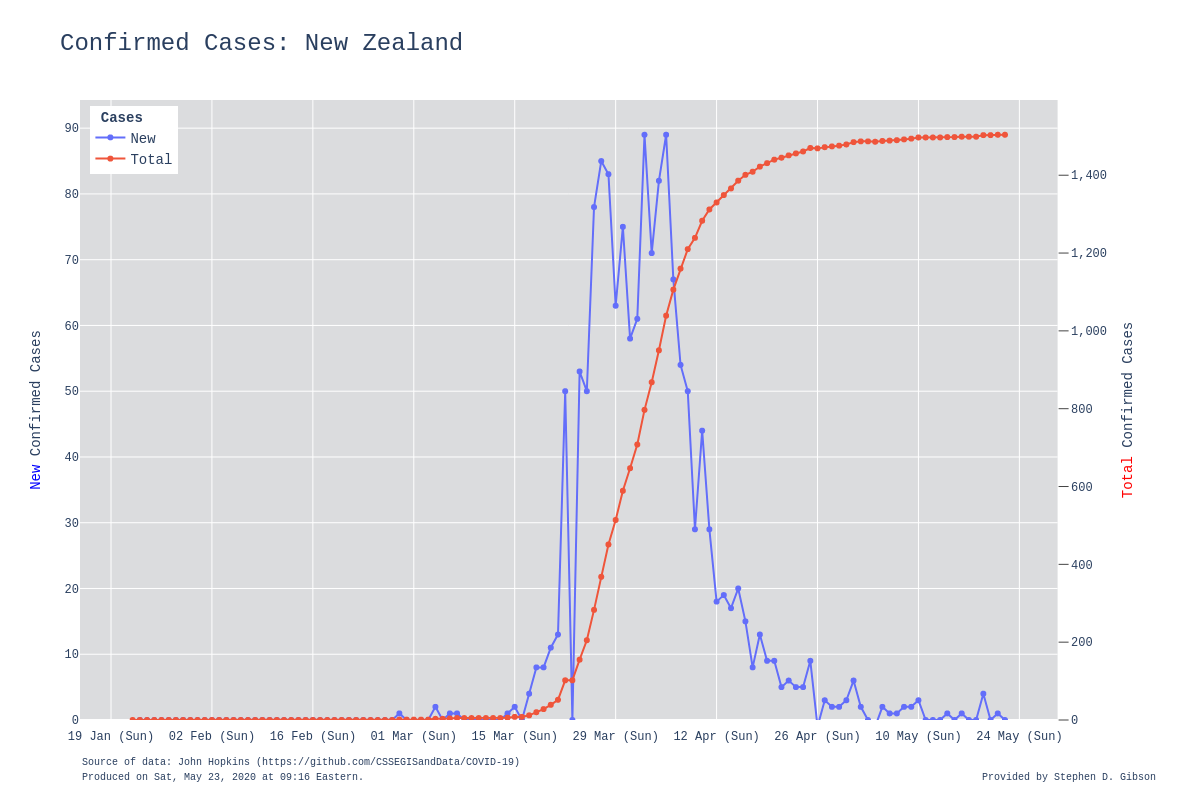 Confirmed Cases: New Zealand
Cases
New
Total
90
80
70
60
50
40
30
20
10
0
New Confirmed Cases
1,400
1,200
1,000
800
600
400
200
0
Total Confirmed Cases
19 Jan (Sun) 02 Feb (Sun) 16 Feb (Sun) 01 Mar (Sun) 15 Mar (Sun) 29 Mar (Sun) 12 Apr (Sun) 26 Apr (Sun) 10 May (Sun) 24 May (Sun)
Source of data: John Hopkins (https://github.com/CSSEGISandData/COVID-19)
Produced on Sat, May 23, 2020 at 09:16 Eastern.
Provided by Stephen D. Gibson